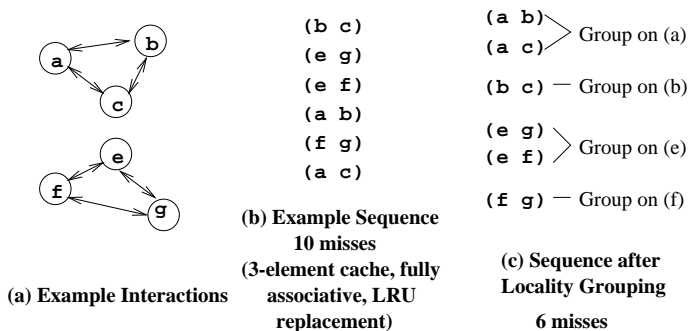 a
b
c
e
f
g
(a) Example Interactions
(b c)
(e g)
(e f)
(a b)
(f g)
(a c)
(b) Example Sequence
10 misses
(3-element cache, fully
associative, LRU
replacement)
(a b)
(a c)
Group on (a)
(b c)
Group on (b)
(e g)
(e f)
Group on (e)
(f g)
Group on (f)
(c) Sequence after
Locality Grouping
6 misses